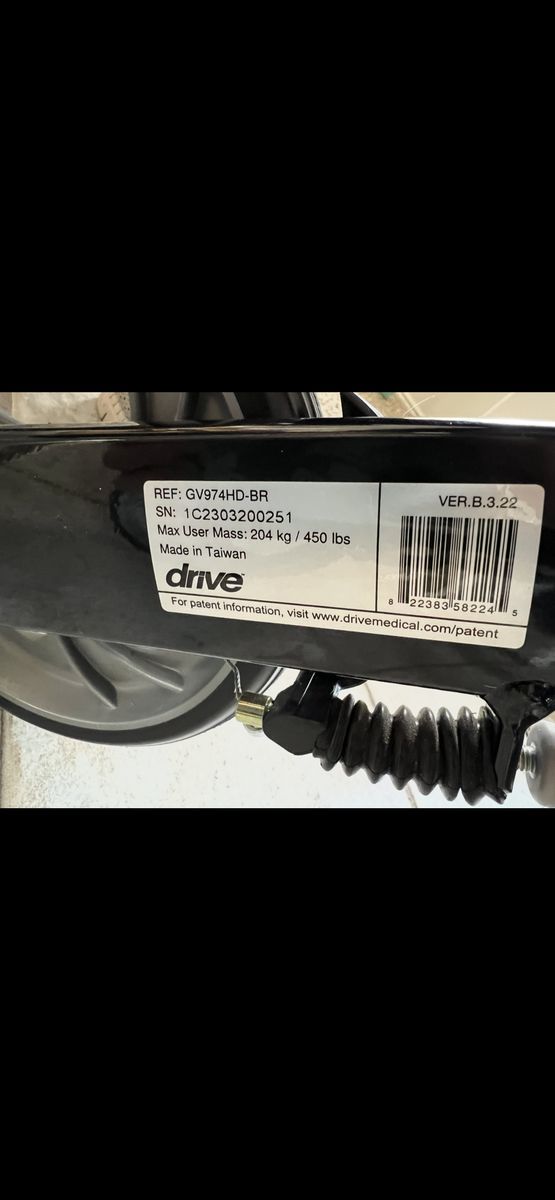 REF: GV974HD-BR
SN: 1C2303200251
Max User Mass: 204 kg / 450 lbs
Made in Taiwan
drive
For patent information, visit www.drivemedical.com/patent
VER.B.3.22
8 22383 58224 5